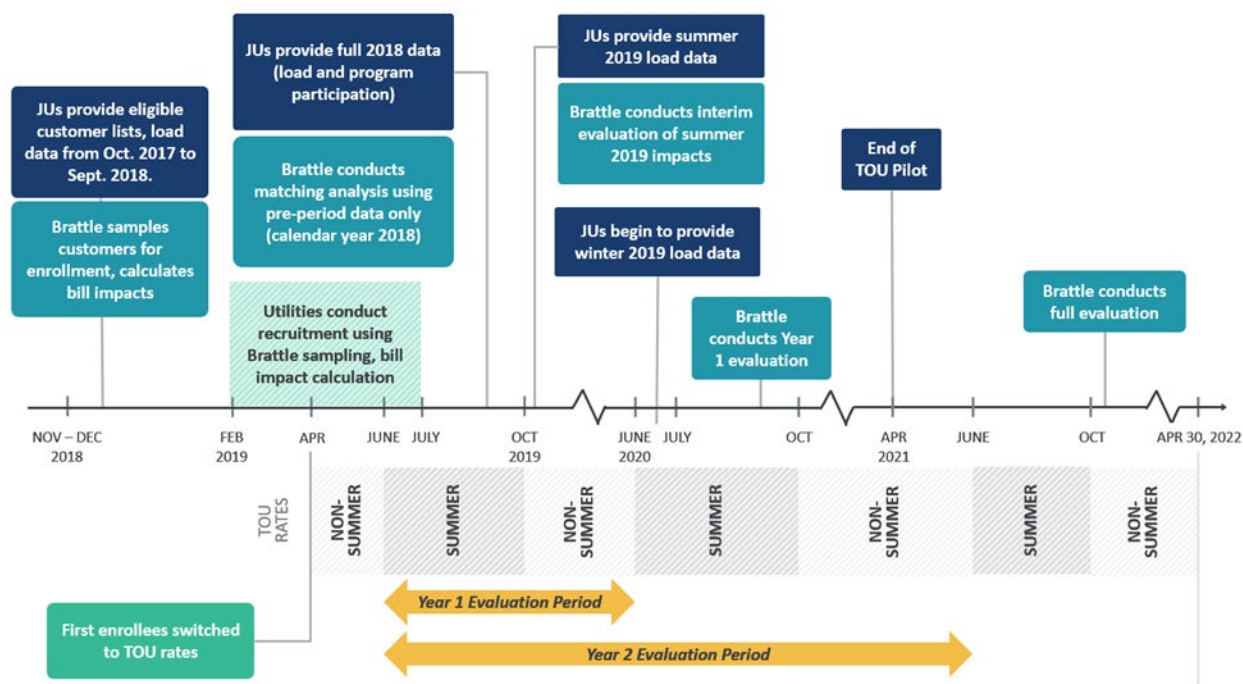 JUs provide eligible
customer lists, load
data from Oct. 2017 to
Sept. 2018.
Brattle samples
customers for
enrollment, calculates
bill impacts
JUs provide full 2018 data
(load and program
participation)
Brattle conducts
matching analysis using
pre-period data only
(calendar year 2018)
Utilities conduct
recruitment using
Brattle sampling, bill
impact calculation
JUs provide summer
2019 load data
Brattle conducts interim
evaluation of summer
2019 impacts
JUs begin to provide
winter 2019 load data
Brattle
conducts Year
1 evaluation
End of
TOU Pilot
Brattle conducts
full evaluation
NOV – DEC
2018
FEB
2019
APR
JUNE
JULY
OCT
2019
JUNE
2020
JULY
OCT
APR
2021
JUNE
OCT
APR 30, 2022
TOU
RATES
NON-
SUMMER
SUMMER
NON-
SUMMER
SUMMER
NON-
SUMMER
SUMMER
NON-
SUMMER
Year 1 Evaluation Period
First enrollees switched
to TOU rates
Year 2 Evaluation Period